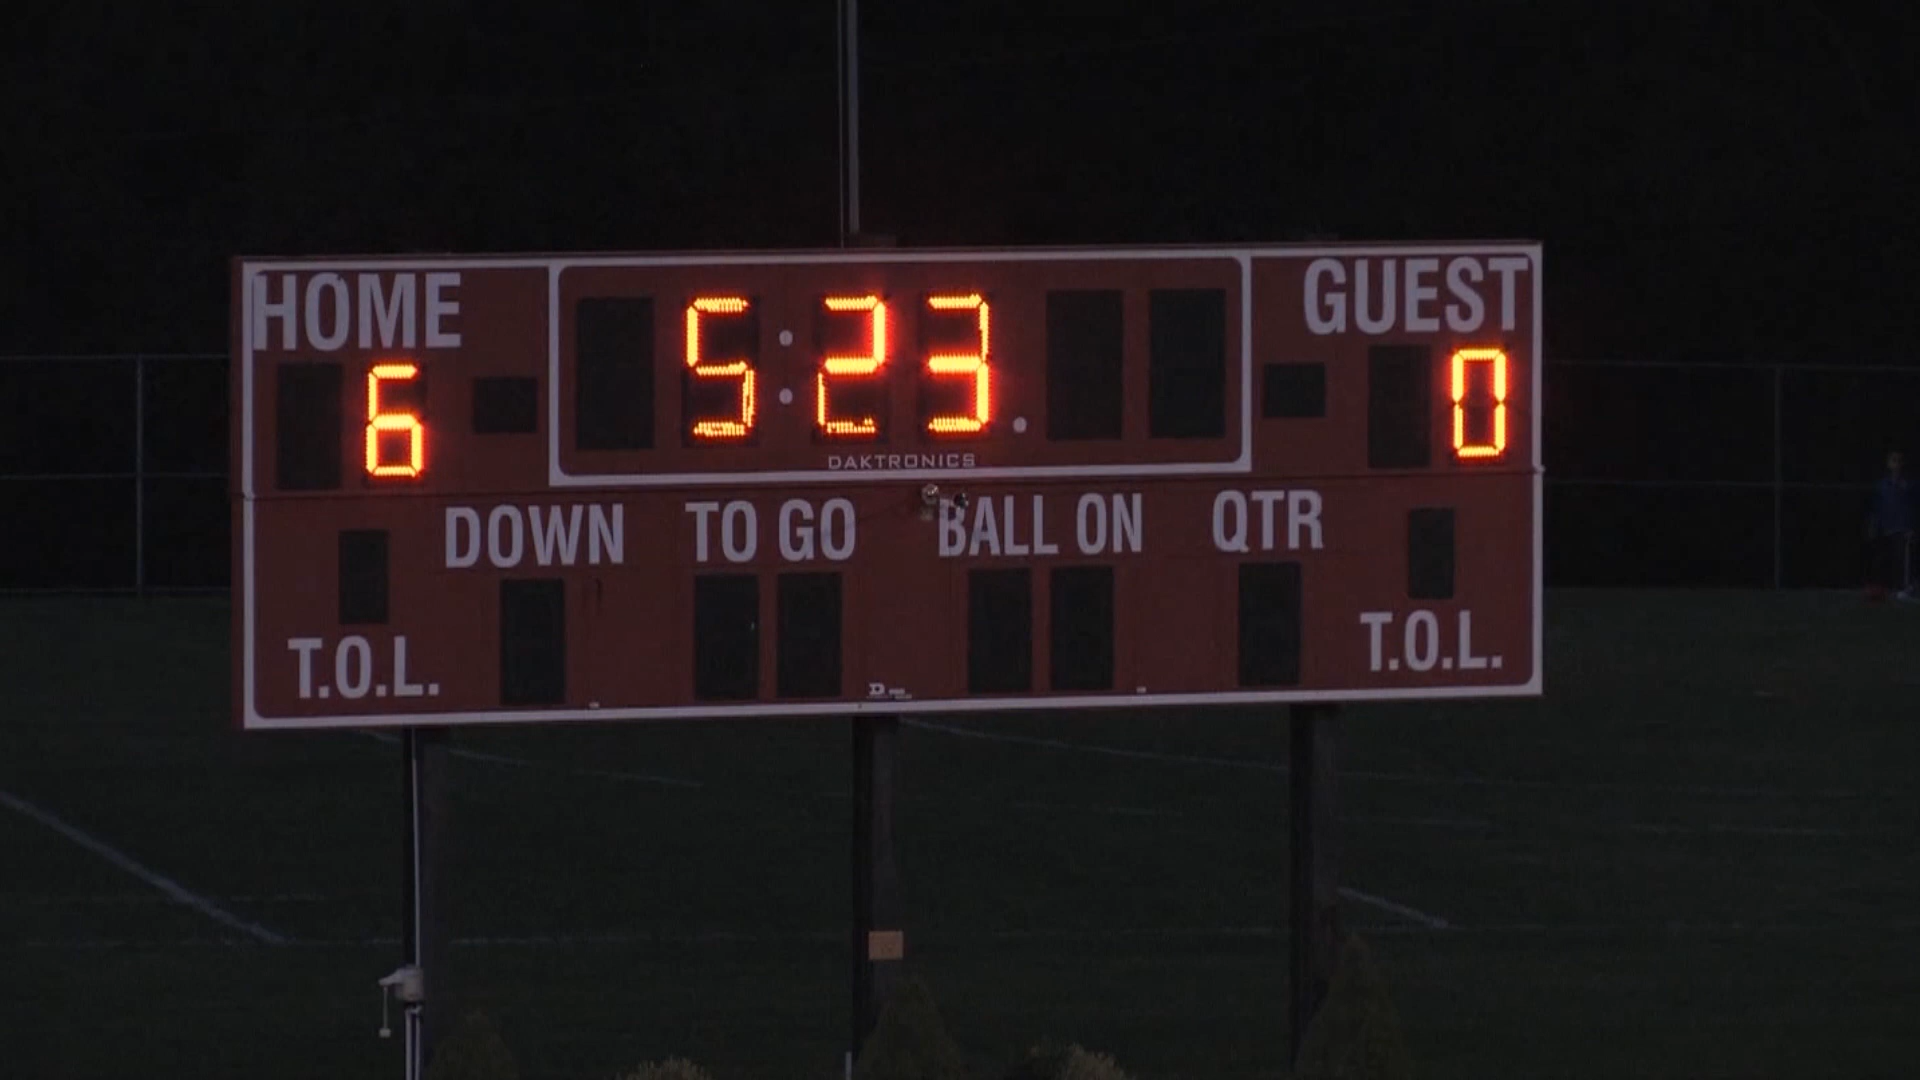 HOME 5:23. GUEST
6 0
DAKTRONICS
DOWN TO GO BALL ON QTR
T.O.L. T.O.L.